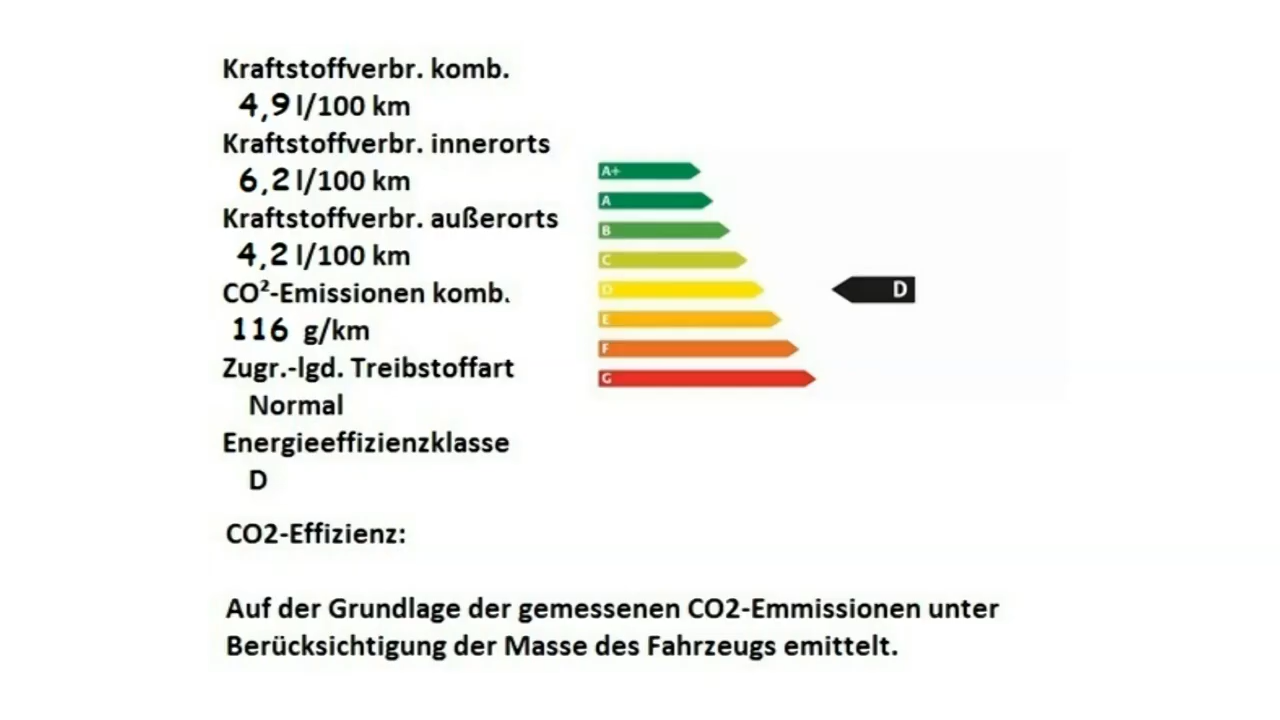 Kraftstoffverbr. komb.
4,9 l/100 km
Kraftstoffverbr. innerorts
6,2 l/100 km
Kraftstoffverbr. außerorts
4,2 l/100 km
CO²-Emissionen komb.
116 g/km
Zugr.-lgd. Treibstoffart
Normal
Energieeffizienzklasse
D
A+
A
B
C
D
E
F
G
D
CO2-Effizienz:
Auf der Grundlage der gemessenen CO2-Emmissionen unter
Berücksichtigung der Masse des Fahrzeugs emittelt.